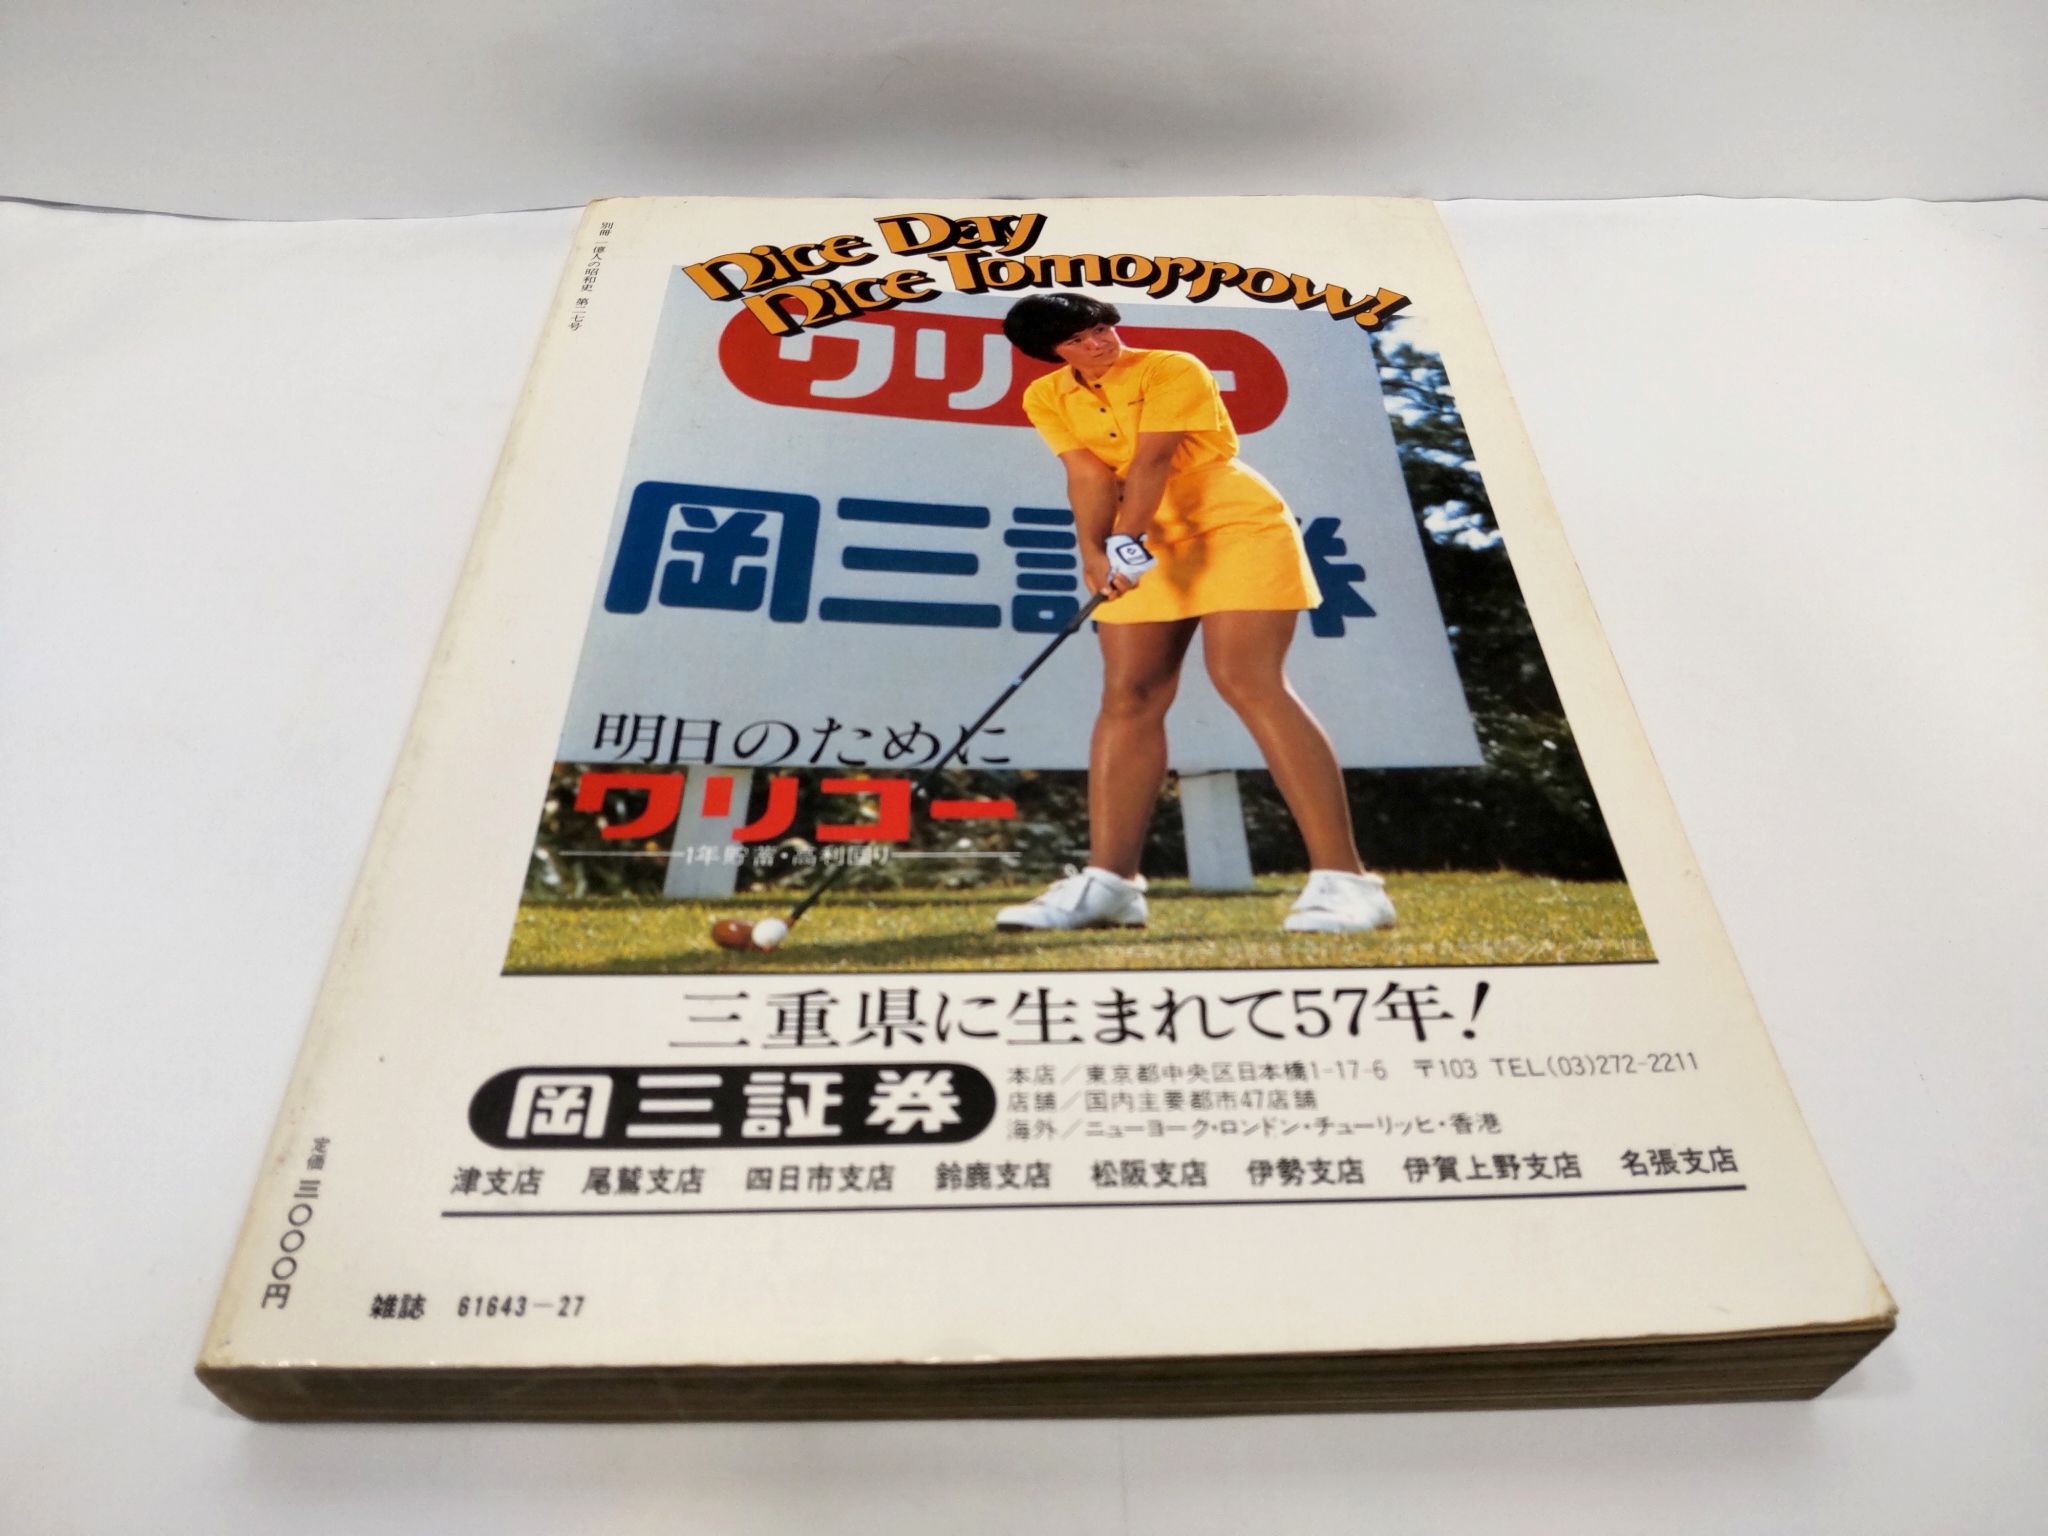 別冊 一億人の昭和史 第二七号
Nice Day
Nice Tomorrow!
ワリ
岡三証券
明日のために
ワリコー
1年貯蓄・高利回り
三重県に生まれて57年!
岡三証券
本店/東京都中央区日本橋1-17-6 〒103 TEL(03)272-2211
店舗/国内主要都市47店舗
海外/ニューヨーク・ロンドン・チューリッヒ・香港
津支店 尾鷲支店 四日市支店 鈴鹿支店 松阪支店 伊勢支店 伊賀上野支店 名張支店
定価 三〇〇〇円
雑誌 61643-27